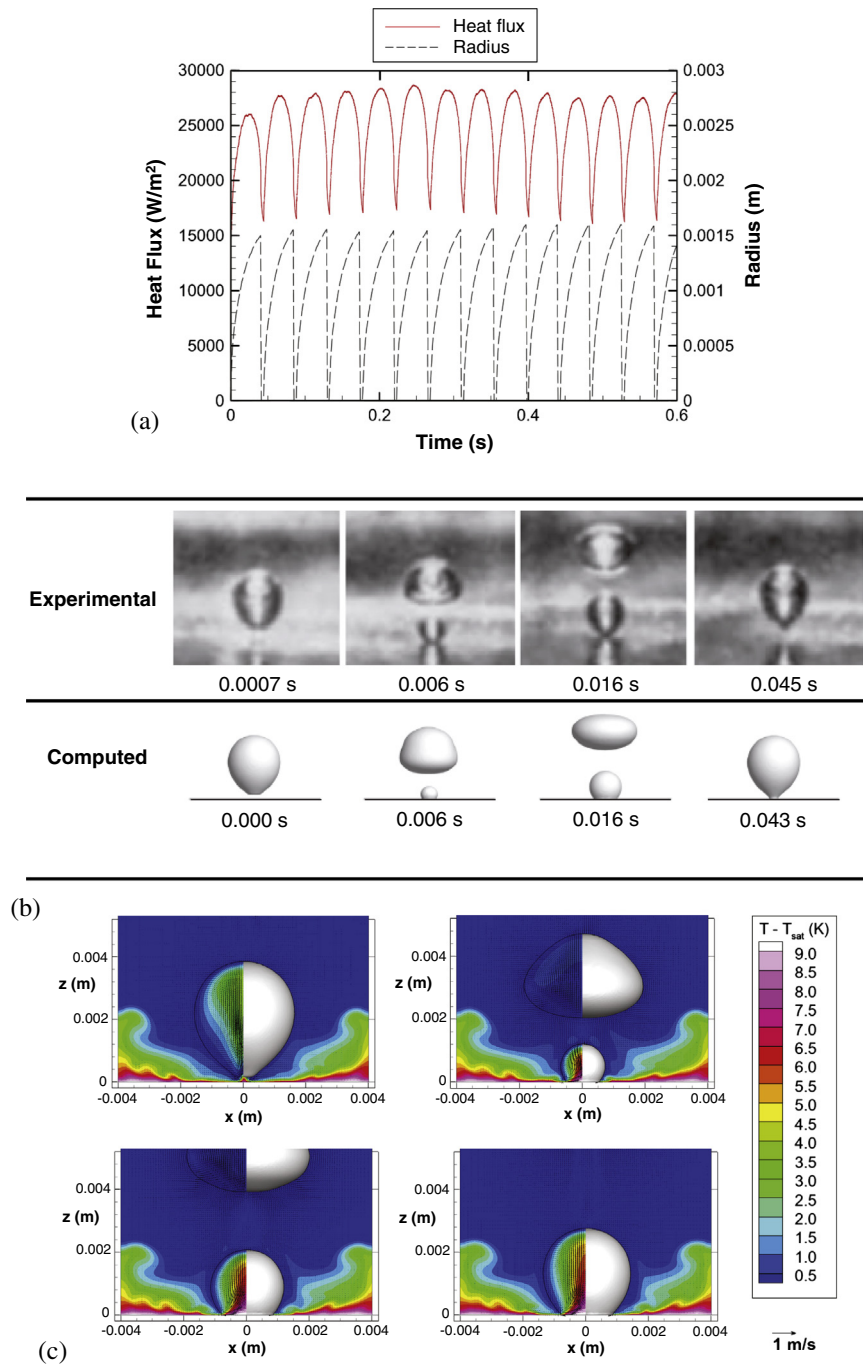 Heat flux
Radius
30000
25000
20000
15000
10000
5000
0
Heat Flux (W/m²)
0.003
0.0025
0.002
0.0015
0.001
0.0005
0
Radius (m)
0 0.2 0.4 0.6
Time (s)
(a)
Experimental
0.0007 s 0.006 s 0.016 s 0.045 s
Computed
0.000 s 0.006 s 0.016 s 0.043 s
(b)
0.004
z (m)
0.002
0
-0.004 -0.002 0 0.002 0.004
x (m)
0.004
z (m)
0.002
0
-0.004 -0.002 0 0.002 0.004
x (m)
T - Tsat (K)
9.0
8.5
8.0
7.5
7.0
6.5
6.0
5.5
5.0
4.5
4.0
3.5
3.0
2.5
2.0
1.5
1.0
0.5
0.004
z (m)
0.002
0
-0.004 -0.002 0 0.002 0.004
x (m)
0.004
z (m)
0.002
0
-0.004 -0.002 0 0.002 0.004
x (m)
1 m/s
(c)